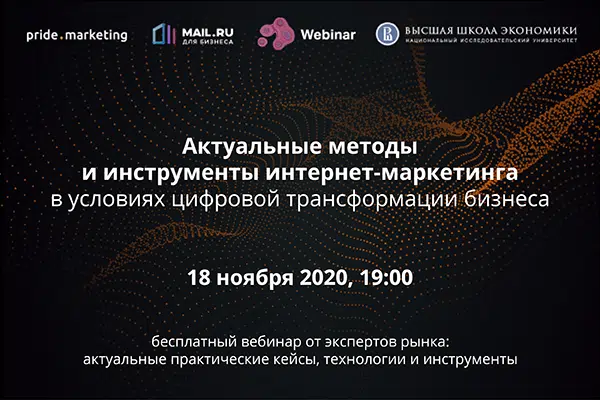 pride.marketing
MAIL.RU
ДЛЯ БИЗНЕСА
Webinar
ВЫСШАЯ ШКОЛА ЭКОНОМИКИ
НАЦИОНАЛЬНЫЙ ИССЛЕДОВАТЕЛЬСКИЙ УНИВЕРСИТЕТ
Актуальные методы
и инструменты интернет-маркетинга
в условиях цифровой трансформации бизнеса
18 ноября 2020, 19:00
бесплатный вебинар от экспертов рынка:
актуальные практические кейсы, технологии и инструменты